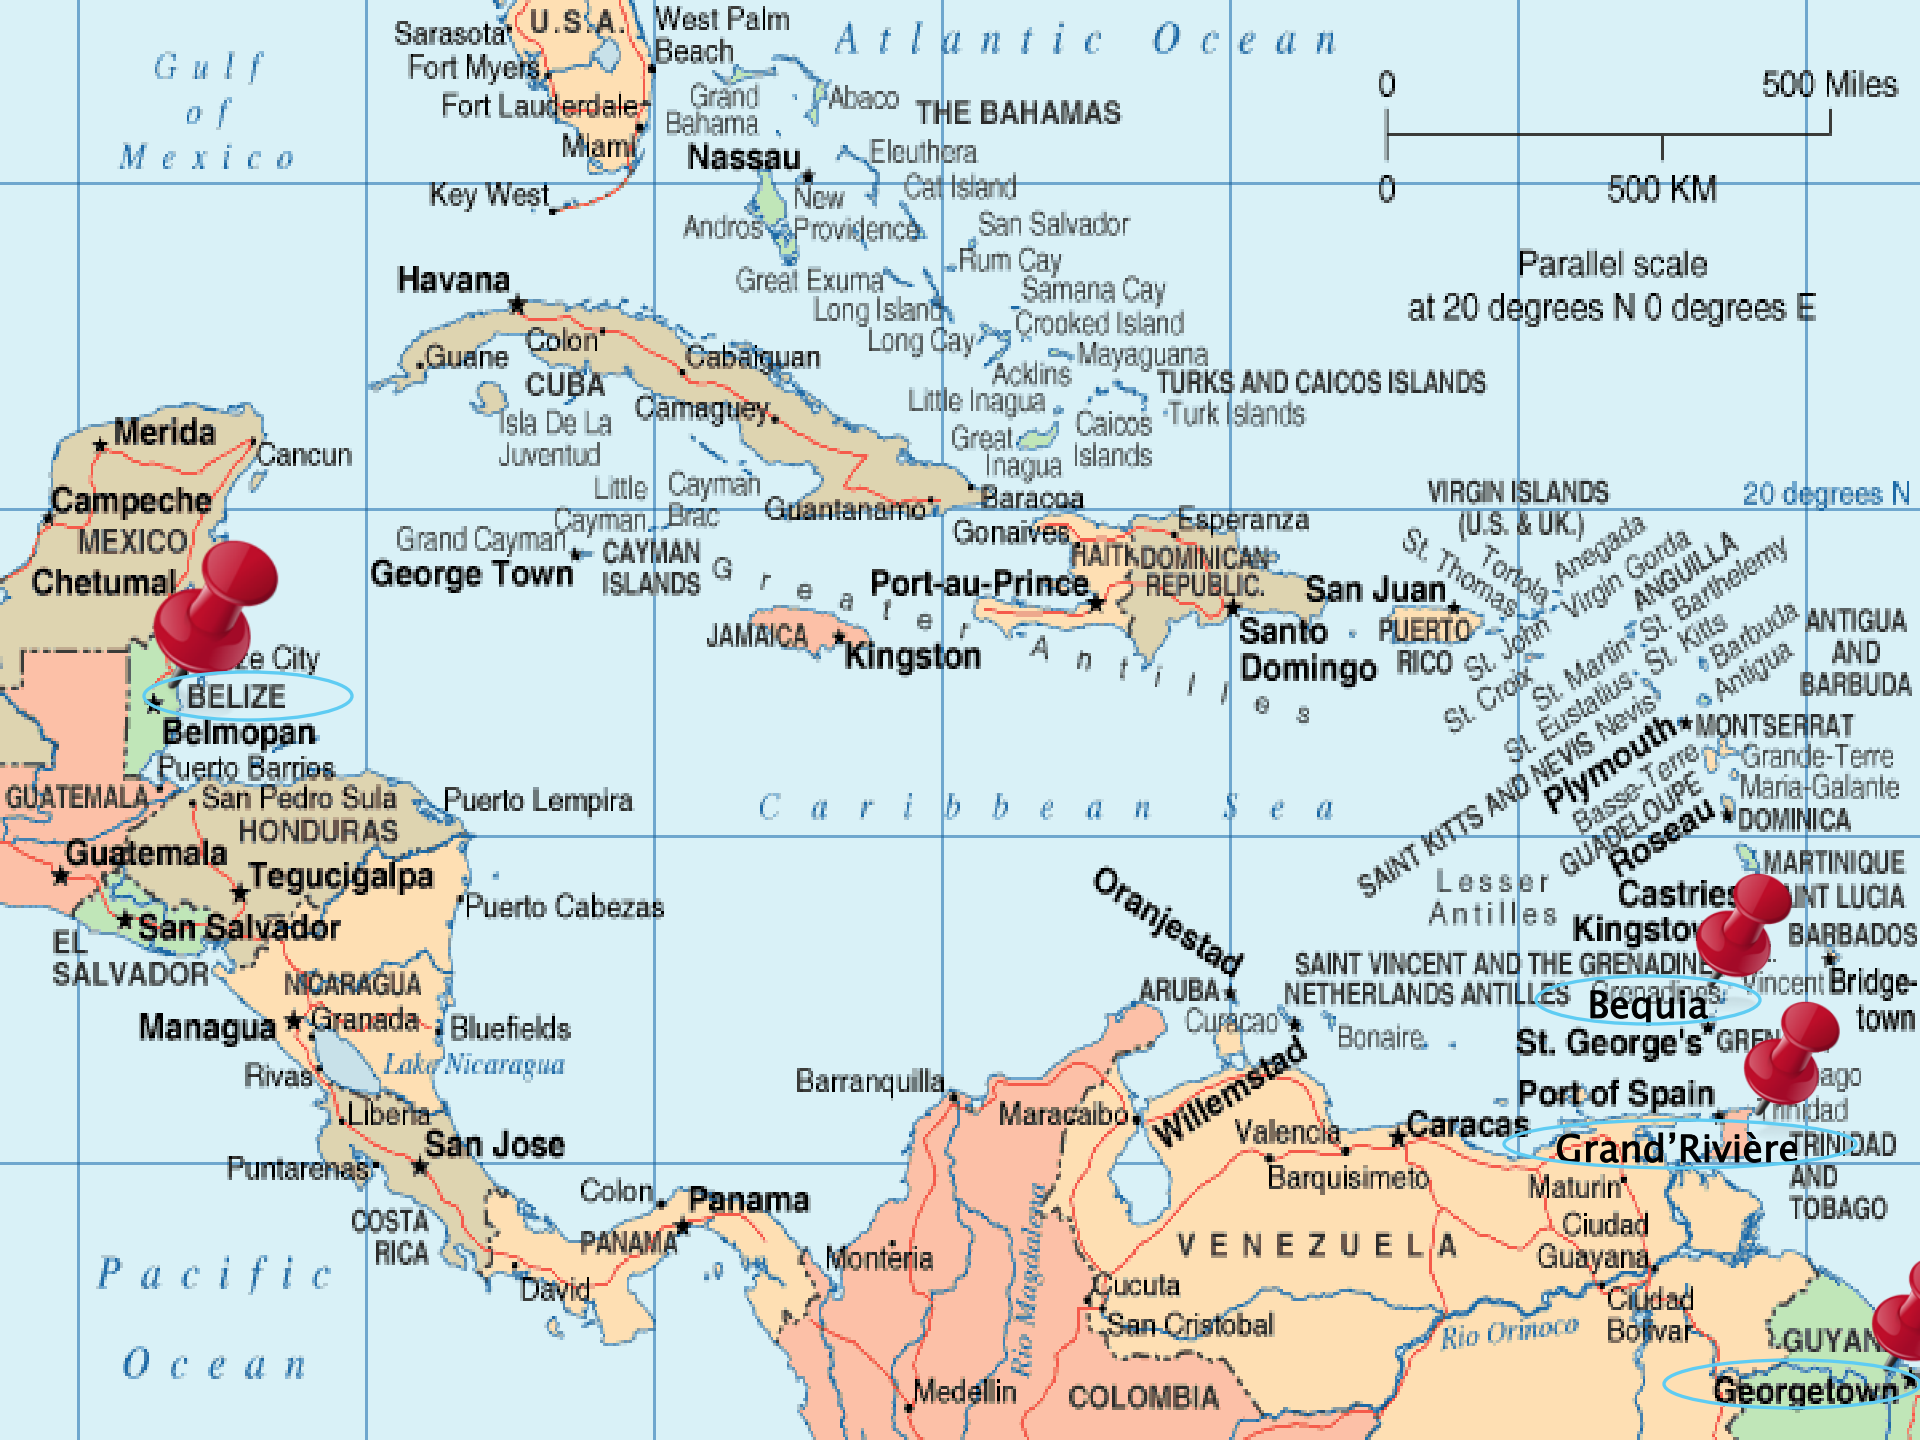 U.S.A.
West Palm
Beach
Sarasota
Fort Myers
Fort Lauderdale
Miami
Key West
Gulf
of
Mexico
Atlantic Ocean
Grand
Bahama
Abaco
THE BAHAMAS
Nassau
New
Providence
Eleuthera
Cat Island
Andros
San Salvador
Rum Cay
Great Exuma
Samana Cay
Long Island
Crooked Island
Long Cay
Mayaguana
Acklins
TURKS AND CAICOS ISLANDS
Turk Islands
Little Inagua
Caicos
Islands
Great
Inagua
0
500 Miles
0
500 KM
Parallel scale
at 20 degrees N 0 degrees E
20 degrees N
Havana
Colon
Guane
CUBA
Cabaiguan
Camaguey
Isla De La
Juventud
Guantanamo
Baracoa
Little
Cayman
Cayman
Brac
Grand Cayman
George Town
CAYMAN
ISLANDS
Greater Antilles
Merida
Cancun
Campeche
MEXICO
Chetumal
ze City
BELIZE
Belmopan
Puerto Barrios
GUATEMALA
San Pedro Sula
HONDURAS
Puerto Lempira
Guatemala
Tegucigalpa
San Salvador
Puerto Cabezas
EL
SALVADOR
NICARAGUA
Managua
Granada
Bluefields
Rivas
Lake Nicaragua
Liberia
San Jose
Puntarenas
COSTA
RICA
Colon
Panama
PANAMA
David
Pacific
Ocean
JAMAICA
Kingston
Gonaives
HAITI
Port-au-Prince
Esperanza
DOMINICAN
REPUBLIC.
Santo
Domingo
San Juan
PUERTO
RICO
VIRGIN ISLANDS
(U.S. & UK.)
St. Thomas
Tortola
Anegada
Virgin Gorda
ANGUILLA
St. Barthelemy
St. John
St. Croix
St. Martin
St. Kitts
St. Eustatius
Barbuda
Antigua
ANTIGUA
AND
BARBUDA
SAINT KITTS AND NEVIS
Nevis
Plymouth
MONTSERRAT
Basse-Terre
Grande-Terre
GUADELOUPE
Maria-Galante
Roseau
DOMINICA
MARTINIQUE
Castries
INT LUCIA
Kingstow
BARBADOS
Bridge-
town
Caribbean Sea
Lesser
Antilles
SAINT VINCENT AND THE GRENADINE
Vincent
Grenadines
Bequia
NETHERLANDS ANTILLES
Oranjestad
ARUBA
Curacao
Bonaire
Willemstad
St. George's
GREN
Port of Spain
ago
Trinidad
Grand’Rivière
TRINIDAD
AND
TOBAGO
Barranquilla
Maracaibo
Valencia
Caracas
Barquisimeto
Maturin
Ciudad
Guayana
VENEZUELA
Monteria
Rio Magdalena
Cucuta
San Cristobal
Rio Orinoco
Ciudad
Bolivar
Medellin
COLOMBIA
GUYAN
Georgetown